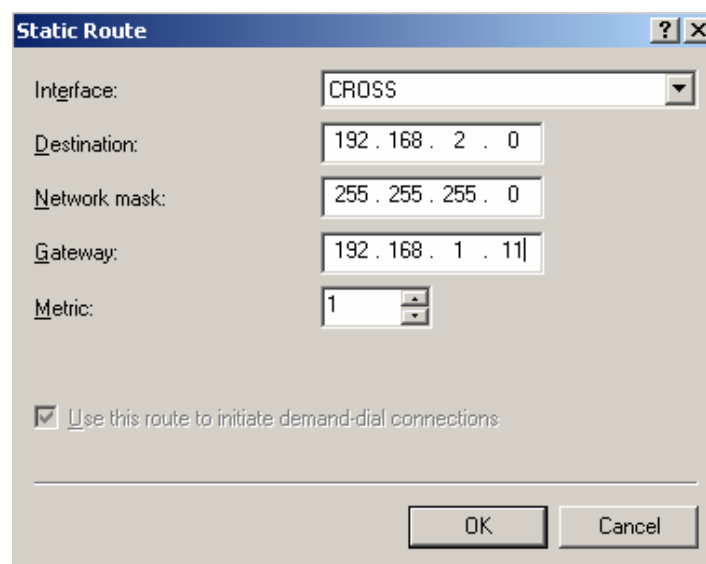 Static Route
Interface: CROSS
Destination: 192 . 168 . 2 . 0
Network mask: 255 . 255 . 255 . 0
Gateway: 192 . 168 . 1 . 11
Metric: 1
Use this route to initiate demand-dial connections
OK Cancel